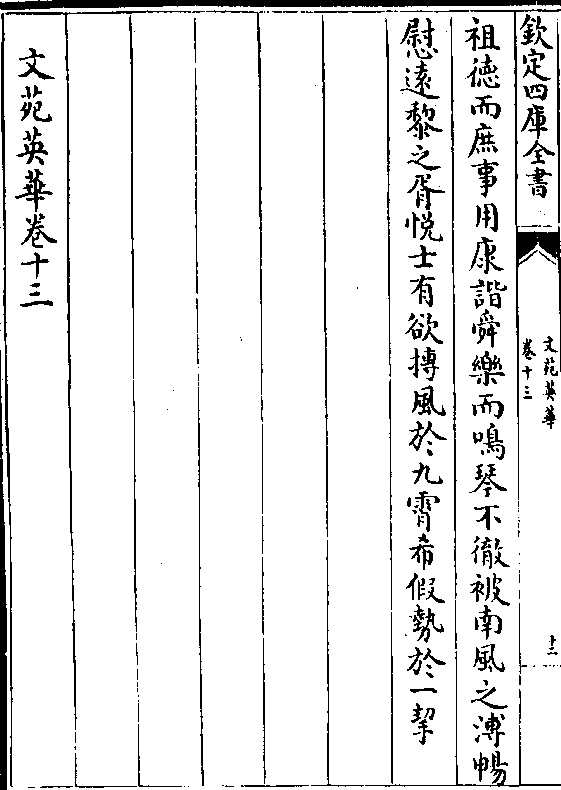 欽定四庫全書
文苑英華
卷十三
十三
祖德而庶事用康諧舜樂而鳴琴不徹被南風之溥暢
慰遠黎之胥悅士有欲摶風於九霄希假勢於一挈
文苑英華卷十三